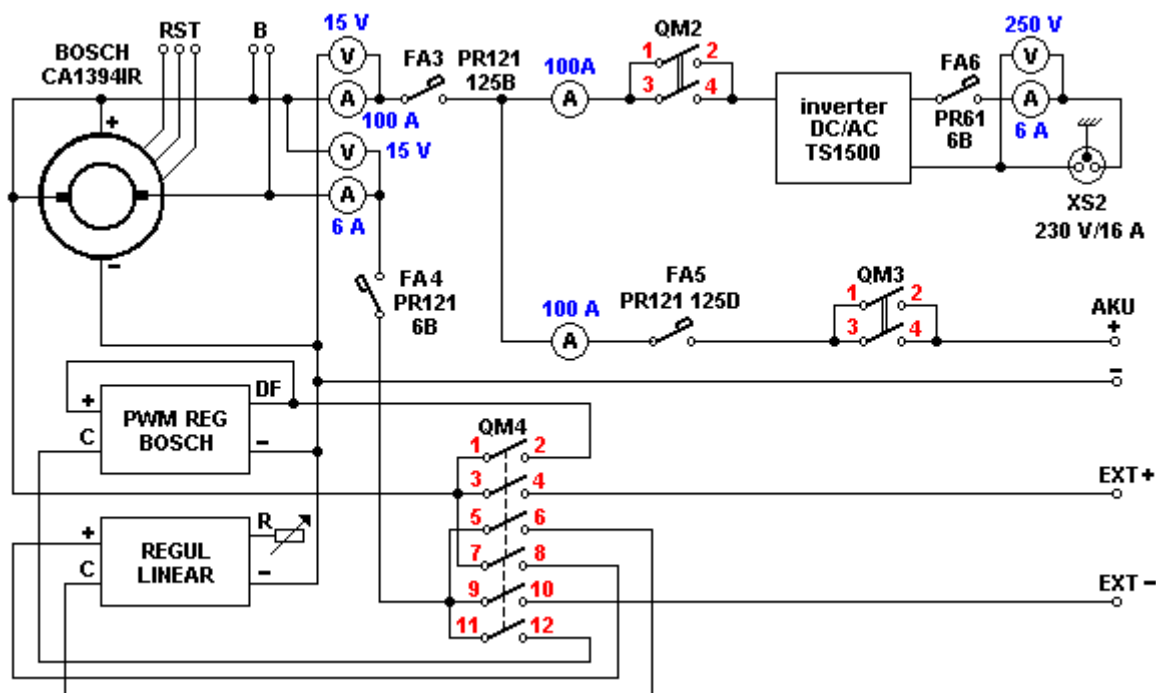 15 V
BOSCH
CA1394IR
RST
B
V
A
100 A
FA3
PR121
125B
100A
A
QM2
1 2
3 4
inverter
DC/AC
TS1500
FA6
PR61
6B
250 V
V
A
6 A
XS2
230 V/16 A
+
−
V
15 V
A
6 A
FA4
PR121
6B
100 A
A
FA5
PR121 125D
QM3
1 2
3 4
AKU
+
−
+
C
PWM REG
BOSCH
DF
−
QM4
1 2
3 4
5 6
7 8
9 10
11 12
EXT +
EXT −
+
C
REGUL
LINEAR
R
−